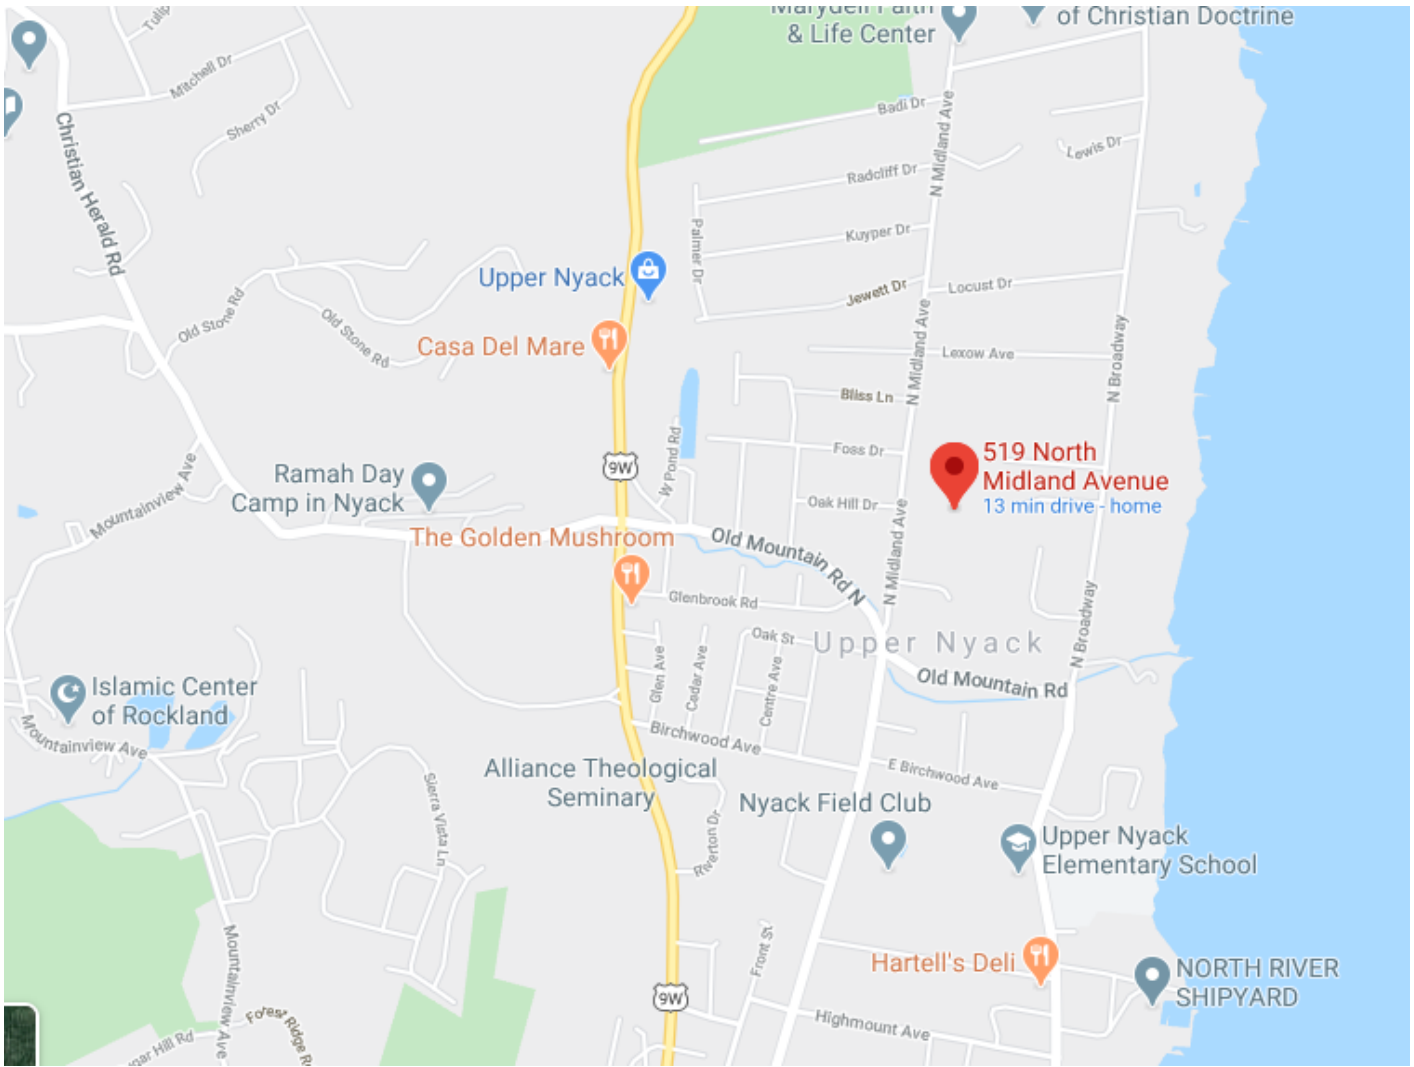 Marydell Faith
& Life Center
of Christian Doctrine
Tulip
Mitchell Dr
Sherry Dr
Christian Herald Rd
Badi Dr
N Midland Ave
Lewis Dr
Radcliff Dr
Palmer Dr
Kuyper Dr
Upper Nyack
Jewett Dr
Locust Dr
Old Stone Rd
Old Stone Rd
Casa Del Mare
N Midland Ave
Lexow Ave
N Broadway
Bliss Ln
Foss Dr
519 North
Midland Avenue
13 min drive - home
9W
W Pond Rd
Ramah Day
Camp in Nyack
Mountainview Ave
Oak Hill Dr
The Golden Mushroom
Old Mountain Rd N
N Midland Ave
Glenbrook Rd
N Broadway
Oak St
Upper Nyack
Glen Ave
Cedar Ave
Centre Ave
Old Mountain Rd
Islamic Center
of Rockland
Mountainview Ave
Birchwood Ave
E Birchwood Ave
Alliance Theological
Seminary
Sierra Vista Ln
Riverton Dr
Nyack Field Club
Upper Nyack
Elementary School
Mountainview Ave
Front St
Hartell's Deli
NORTH RIVER
SHIPYARD
9W
Highmount Ave
Forest Ridge R
gar Hill Rd